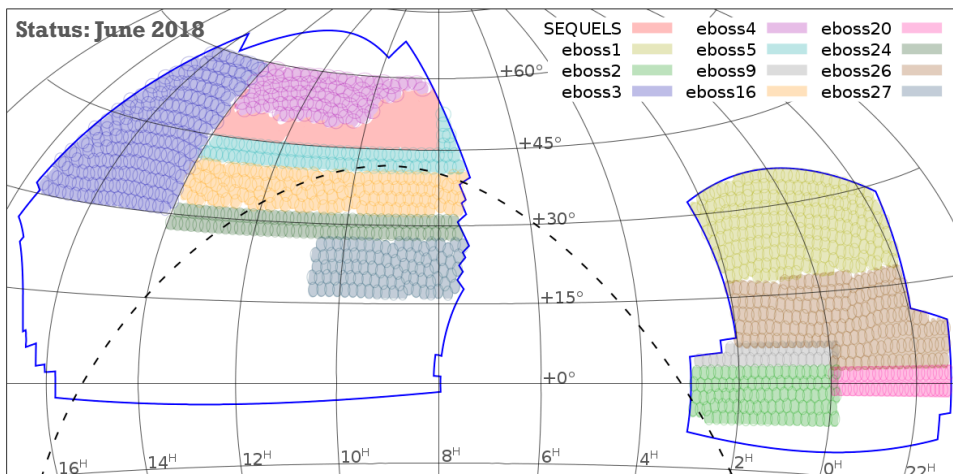 Status: June 2018
SEQUELS eboss4 eboss20
eboss1 eboss5 eboss24
eboss2 eboss9 eboss26
eboss3 eboss16 eboss27
+60°
+45°
+30°
+15°
+0°
16H 14H 12H 10H 8H 6H 4H 2H 0H 22H